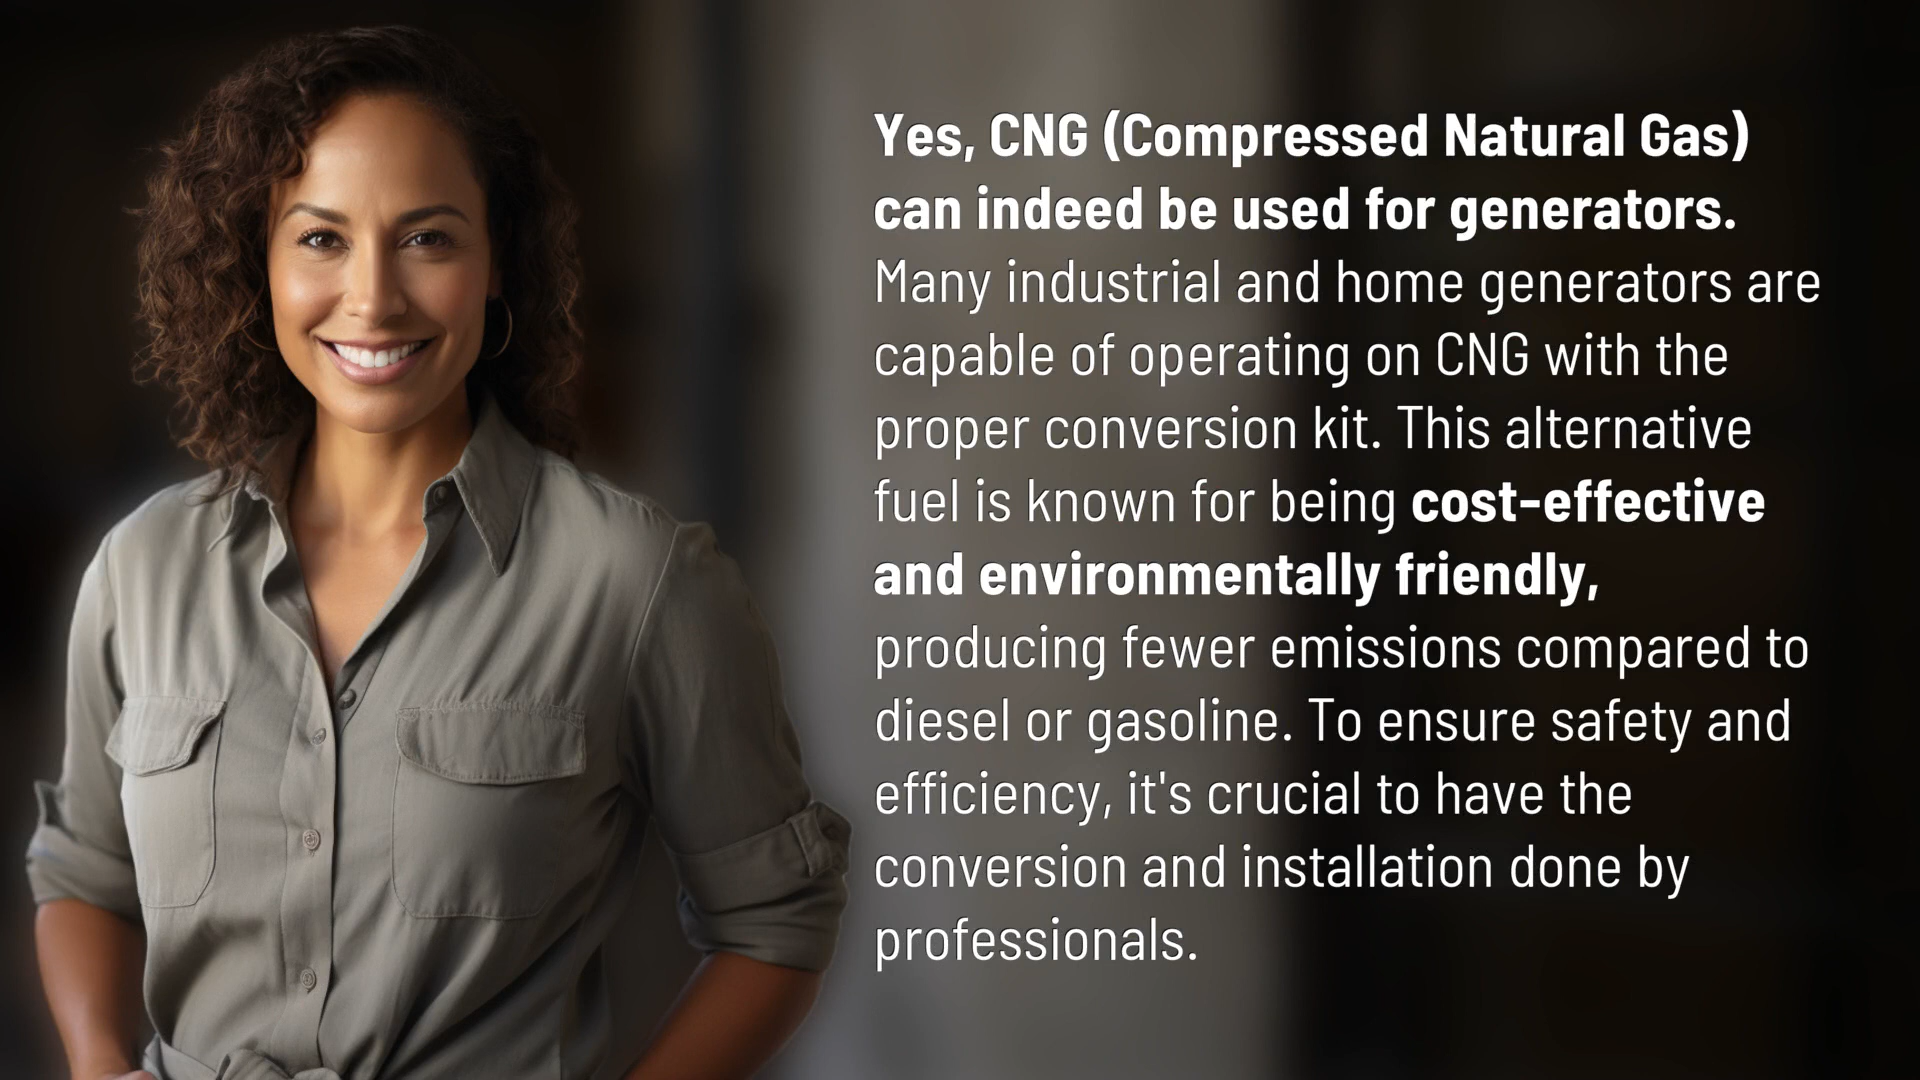 Yes, CNG (Compressed Natural Gas)
can indeed be used for generators.
Many industrial and home generators are
capable of operating on CNG with the
proper conversion kit. This alternative
fuel is known for being cost-effective
and environmentally friendly,
producing fewer emissions compared to
diesel or gasoline. To ensure safety and
efficiency, it's crucial to have the
conversion and installation done by
professionals.